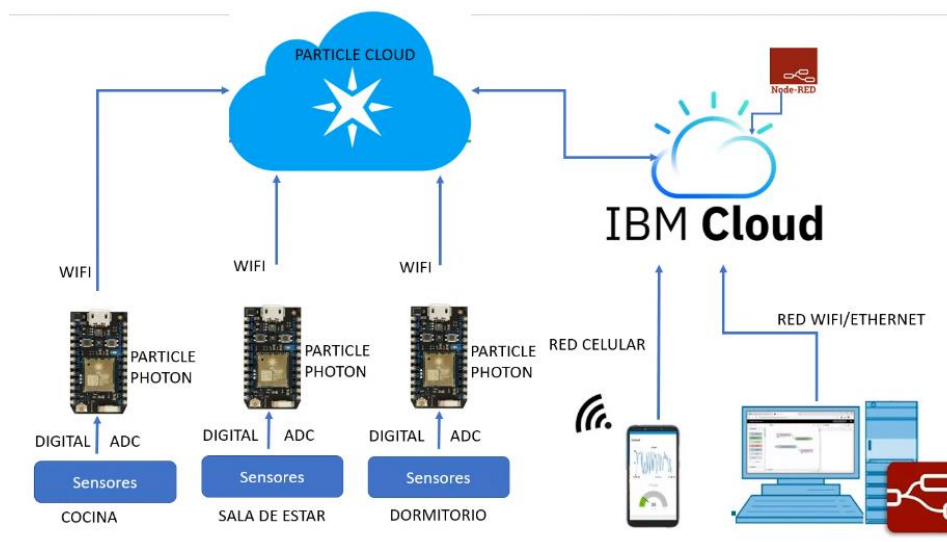 PARTICLE CLOUD
Node-RED
IBM Cloud
WIFI
WIFI
WIFI
RED WIFI/ETHERNET
RED CELULAR
PARTICLE
PHOTON
PARTICLE
PHOTON
PARTICLE
PHOTON
DIGITAL ADC
DIGITAL ADC
DIGITAL ADC
Sensores
Sensores
Sensores
COCINA
SALA DE ESTAR
DORMITORIO